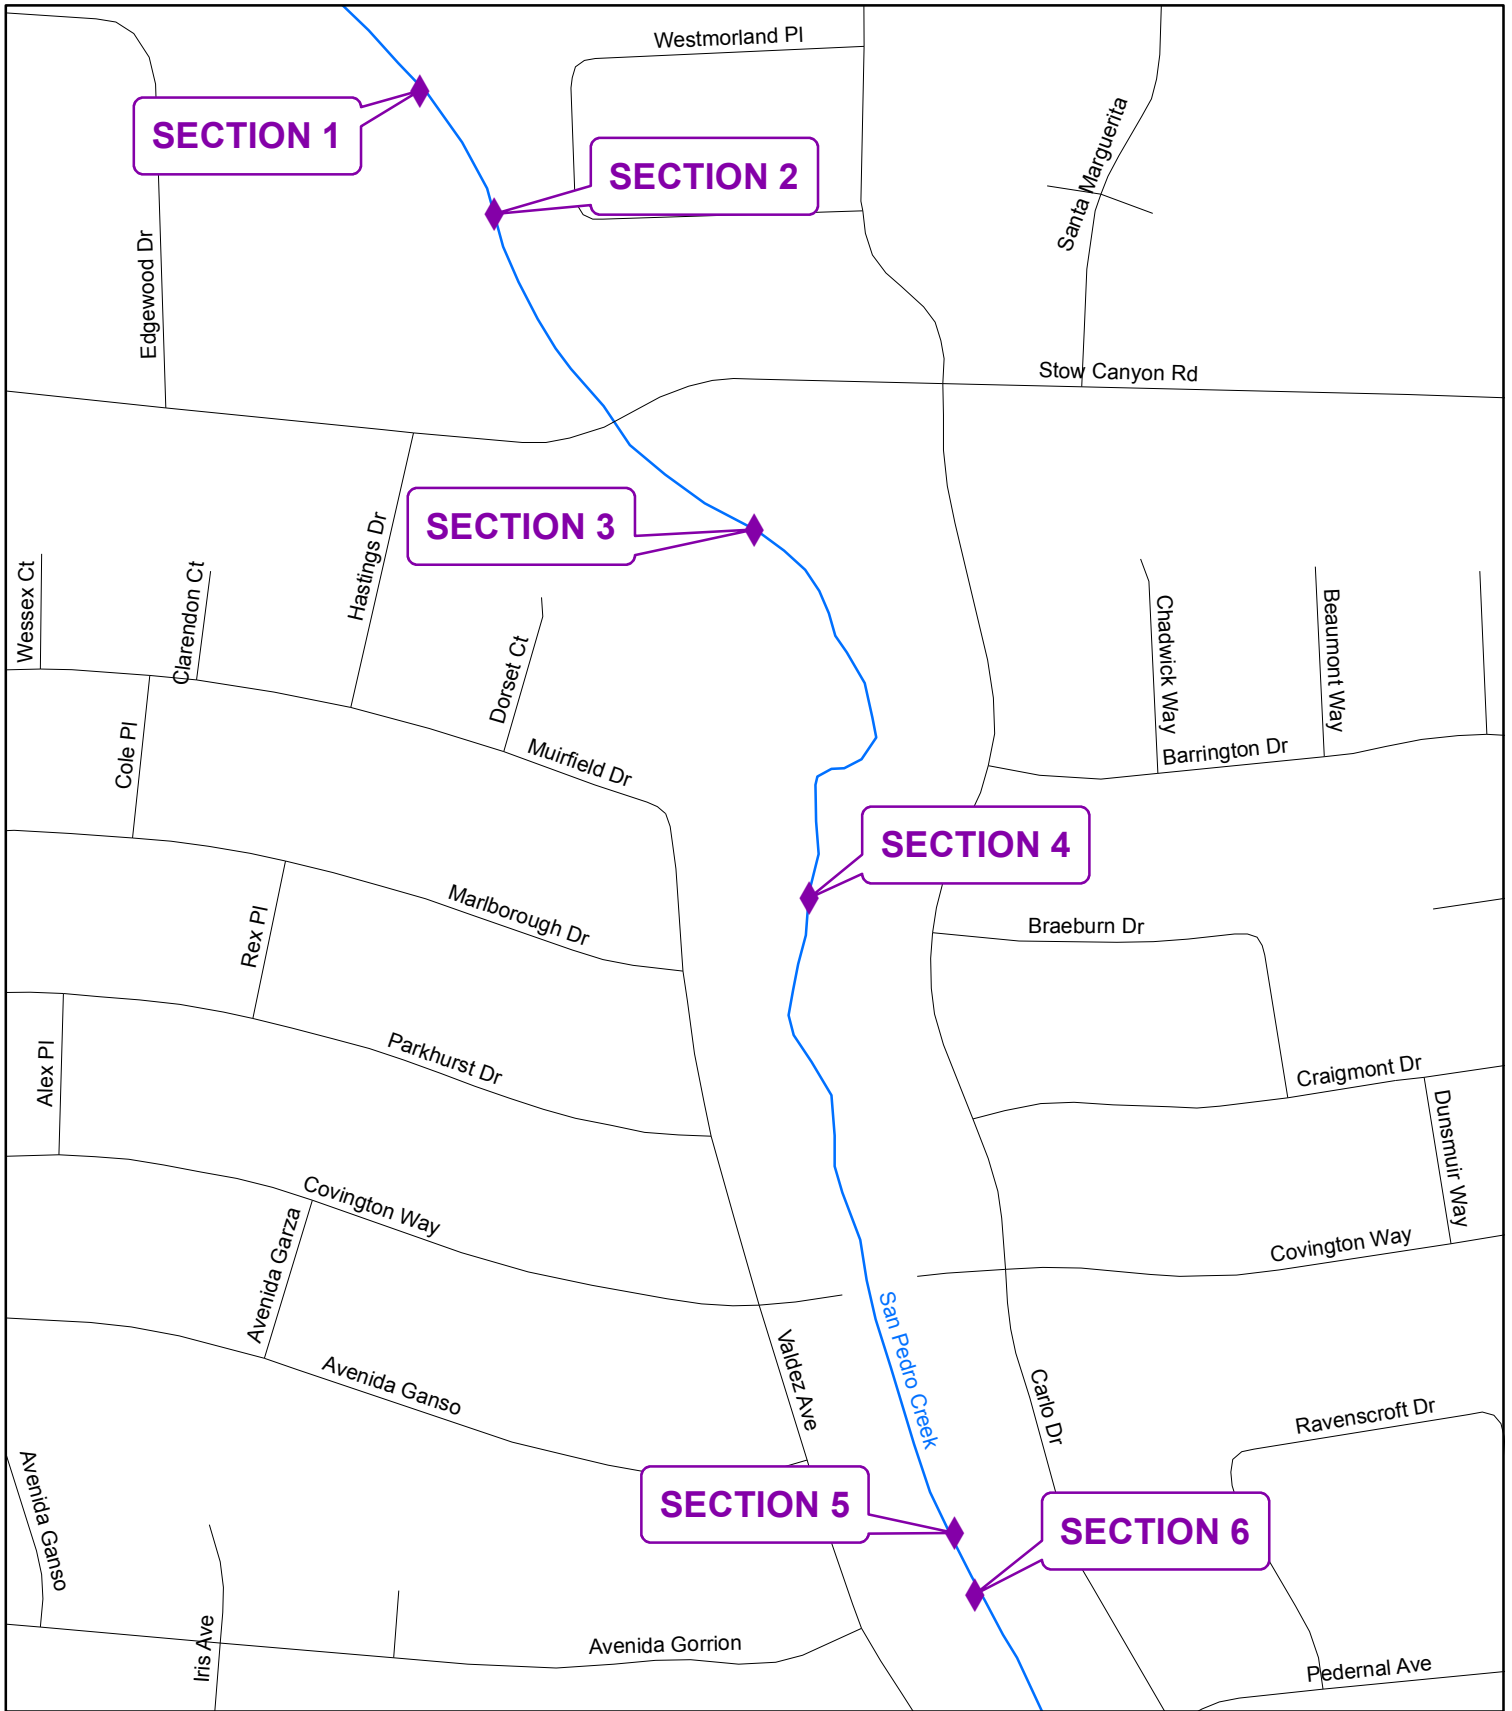 Westmorland Pl
SECTION 1
SECTION 2
Santa Marguerita
Edgewood Dr
Stow Canyon Rd
SECTION 3
Hastings Dr
Wessex Ct
Clarendon Ct
Dorset Ct
Chadwick Way
Beaumont Way
Cole Pl
Muirfield Dr
Barrington Dr
SECTION 4
Marlborough Dr
Rex Pl
Braeburn Dr
Alex Pl
Parkhurst Dr
Craigmont Dr
Dunsmuir Way
Covington Way
Avenida Garza
Covington Way
San Pedro Creek
Valdez Ave
Avenida Ganso
Carlo Dr
Ravenscroft Dr
Avenida Ganso
SECTION 5
SECTION 6
Iris Ave
Avenida Gorrion
Pedernal Ave